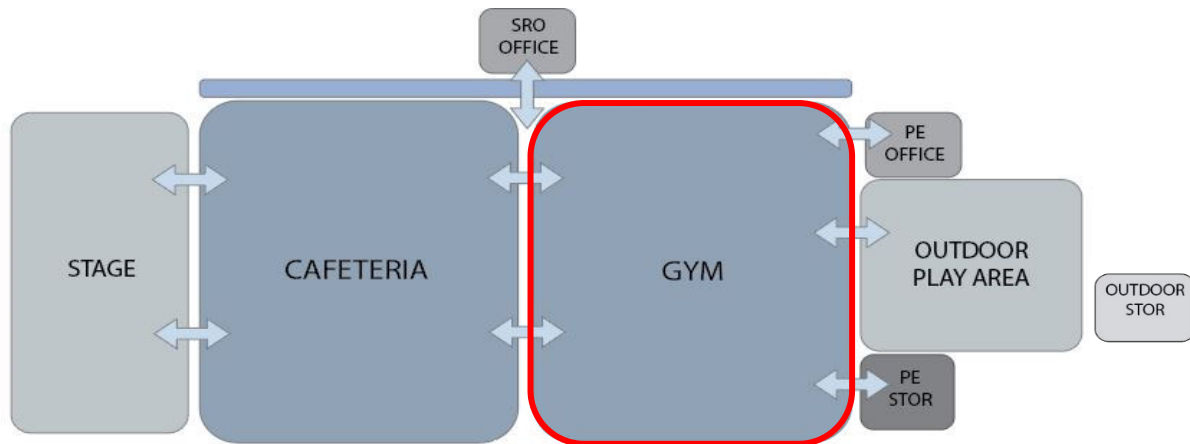 SRO
OFFICE
PE
OFFICE
STAGE
CAFETERIA
GYM
OUTDOOR
PLAY AREA
OUTDOOR
STOR
PE
STOR